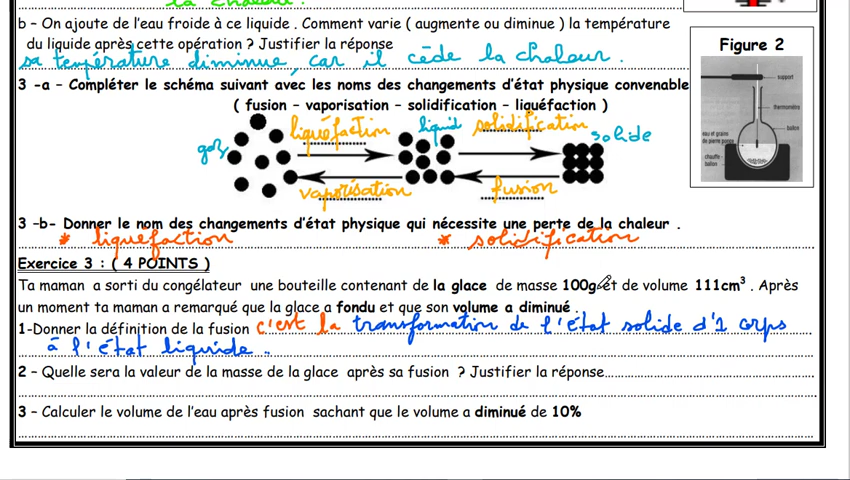 la chaleur.
b - On ajoute de l'eau froide à ce liquide . Comment varie ( augmente ou diminue ) la température
du liquide après cette opération ? Justifier la réponse
sa température diminue, car il cède la chaleur.
Figure 2
support
thermomètre
ballon
eau et grains de pierre ponce
chauffe-ballon
3 -a - Compléter le schéma suivant avec les noms des changements d'état physique convenable
( fusion - vaporisation - solidification - liquéfaction )
gaz liquéfaction liquid solidification solide
vaporisation fusion
3 -b- Donner le nom des changements d'état physique qui nécessite une perte de la chaleur .
* liquéfaction * solidification
Exercice 3 : ( 4 POINTS )
Ta maman a sorti du congélateur une bouteille contenant de la glace de masse 100g et de volume 111cm³ . Après
un moment ta maman a remarqué que la glace a fondu et que son volume a diminué .
1-Donner la définition de la fusion c'est la transformation de l'état solide d'1 corps
à l'état liquide .
2 - Quelle sera la valeur de la masse de la glace après sa fusion ? Justifier la réponse
3 - Calculer le volume de l'eau après fusion sachant que le volume a diminué de 10%